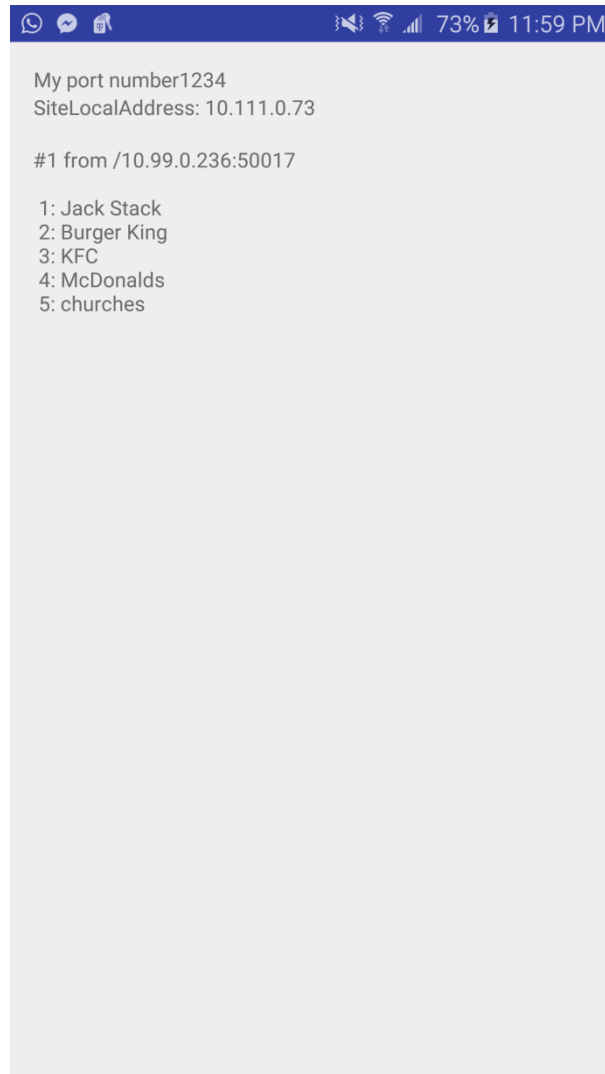 73% 11:59 PM
My port number1234
SiteLocalAddress: 10.111.0.73
#1 from /10.99.0.236:50017
1: Jack Stack
2: Burger King
3: KFC
4: McDonalds
5: churches